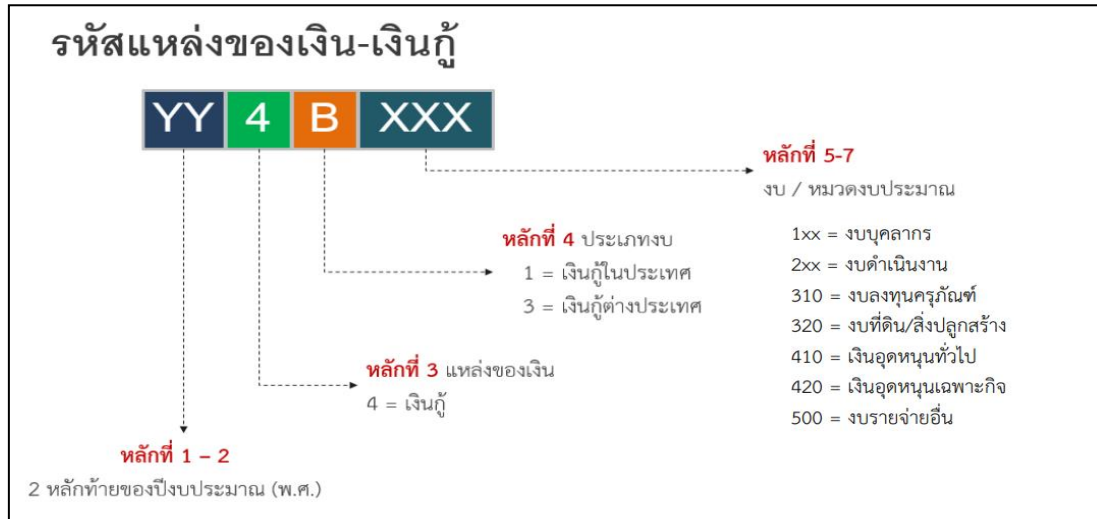 รหัสแหล่งของเงิน-เงินกู้
YY 4 B XXX
หลักที่ 5-7
งบ / หมวดงบประมาณ
1xx = งบบุคลากร
2xx = งบดำเนินงาน
310 = งบลงทุนครุภัณฑ์
320 = งบที่ดิน/สิ่งปลูกสร้าง
410 = เงินอุดหนุนทั่วไป
420 = เงินอุดหนุนเฉพาะกิจ
500 = งบรายจ่ายอื่น
หลักที่ 4 ประเภทงบ
1 = เงินกู้ในประเทศ
3 = เงินกู้ต่างประเทศ
หลักที่ 3 แหล่งของเงิน
4 = เงินกู้
หลักที่ 1 – 2
2 หลักท้ายของปีงบประมาณ (พ.ศ.)